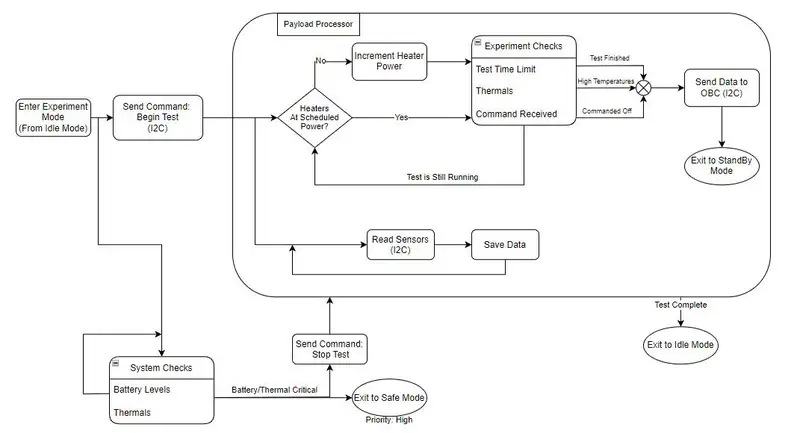 Payload Processor
No
Increment Heater
Power
Experiment Checks
Test Time Limit
Thermals
Command Received
Test Finished
High Temperatures
Commanded Off
Send Data to
OBC (I2C)
Enter Experiment
Mode
(From Idle Mode)
Send Command:
Begin Test
(I2C)
Heaters
At Scheduled
Power?
Yes
Exit to StandBy
Mode
Test is Still Running
Read Sensors
(I2C)
Save Data
Test Complete
Send Command:
Stop Test
Exit to Idle Mode
System Checks
Battery Levels
Thermals
Battery/Thermal Critical
Exit to Safe Mode
Priority: High